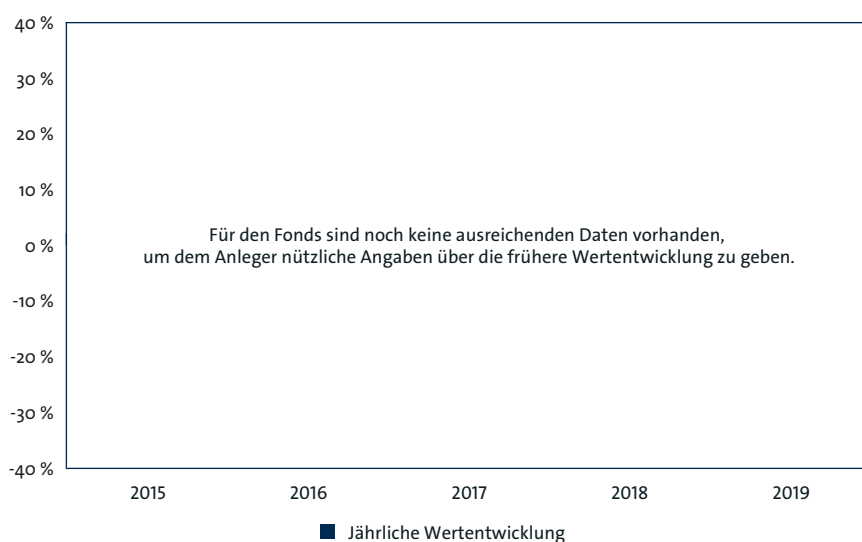 40 %
30 %
20 %
10 %
0 %
-10 %
-20 %
-30 %
-40 %
Für den Fonds sind noch keine ausreichenden Daten vorhanden,
um dem Anleger nützliche Angaben über die frühere Wertentwicklung zu geben.
2015 2016 2017 2018 2019
Jährliche Wertentwicklung